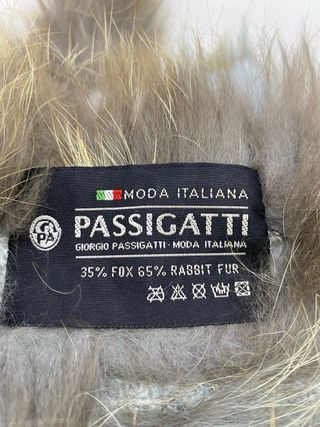 MODA ITALIANA
PASSIGATTI
GIORGIO PASSIGATTI · MODA ITALIANA
35% FOX 65% RABBIT FUR